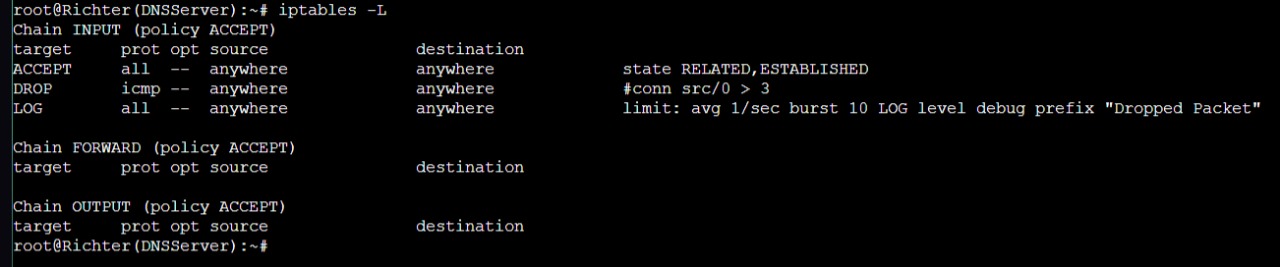 root@Richter(DNSServer):~# iptables -L
Chain INPUT (policy ACCEPT)
target     prot opt source               destination
ACCEPT     all  --  anywhere             anywhere             state RELATED,ESTABLISHED
DROP       icmp --  anywhere             anywhere             #conn src/0 > 3
LOG        all  --  anywhere             anywhere             limit: avg 1/sec burst 10 LOG level debug prefix "Dropped Packet"

Chain FORWARD (policy ACCEPT)
target     prot opt source               destination

Chain OUTPUT (policy ACCEPT)
target     prot opt source               destination
root@Richter(DNSServer):~#